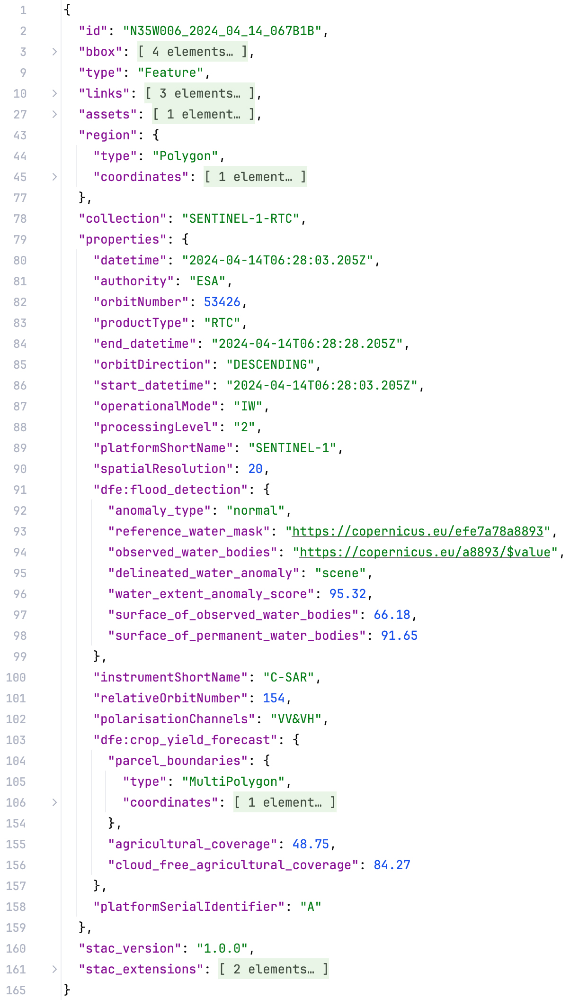 1 {
2 "id": "N35W006_2024_04_14_067B1B",
3 "bbox": [ 4 elements… ],
9 "type": "Feature",
10 "links": [ 3 elements… ],
27 "assets": [ 1 element… ],
43 "region": {
44 "type": "Polygon",
45 "coordinates": [ 1 element… ]
77 },
78 "collection": "SENTINEL-1-RTC",
79 "properties": {
80 "datetime": "2024-04-14T06:28:03.205Z",
81 "authority": "ESA",
82 "orbitNumber": 53426,
83 "productType": "RTC",
84 "end_datetime": "2024-04-14T06:28:28.205Z",
85 "orbitDirection": "DESCENDING",
86 "start_datetime": "2024-04-14T06:28:03.205Z",
87 "operationalMode": "IW",
88 "processingLevel": "2",
89 "platformShortName": "SENTINEL-1",
90 "spatialResolution": 20,
91 "dfe:flood_detection": {
92 "anomaly_type": "normal",
93 "reference_water_mask": "https://copernicus.eu/efe7a78a8893",
94 "observed_water_bodies": "https://copernicus.eu/a8893/$value",
95 "delineated_water_anomaly": "scene",
96 "water_extent_anomaly_score": 95.32,
97 "surface_of_observed_water_bodies": 66.18,
98 "surface_of_permanent_water_bodies": 91.65
99 },
100 "instrumentShortName": "C-SAR",
101 "relativeOrbitNumber": 154,
102 "polarisationChannels": "VV&VH",
103 "dfe:crop_yield_forecast": {
104 "parcel_boundaries": {
105 "type": "MultiPolygon",
106 "coordinates": [ 1 element… ]
154 },
155 "agricultural_coverage": 48.75,
156 "cloud_free_agricultural_coverage": 84.27
157 },
158 "platformSerialIdentifier": "A"
159 },
160 "stac_version": "1.0.0",
161 "stac_extensions": [ 2 elements… ]
165 }